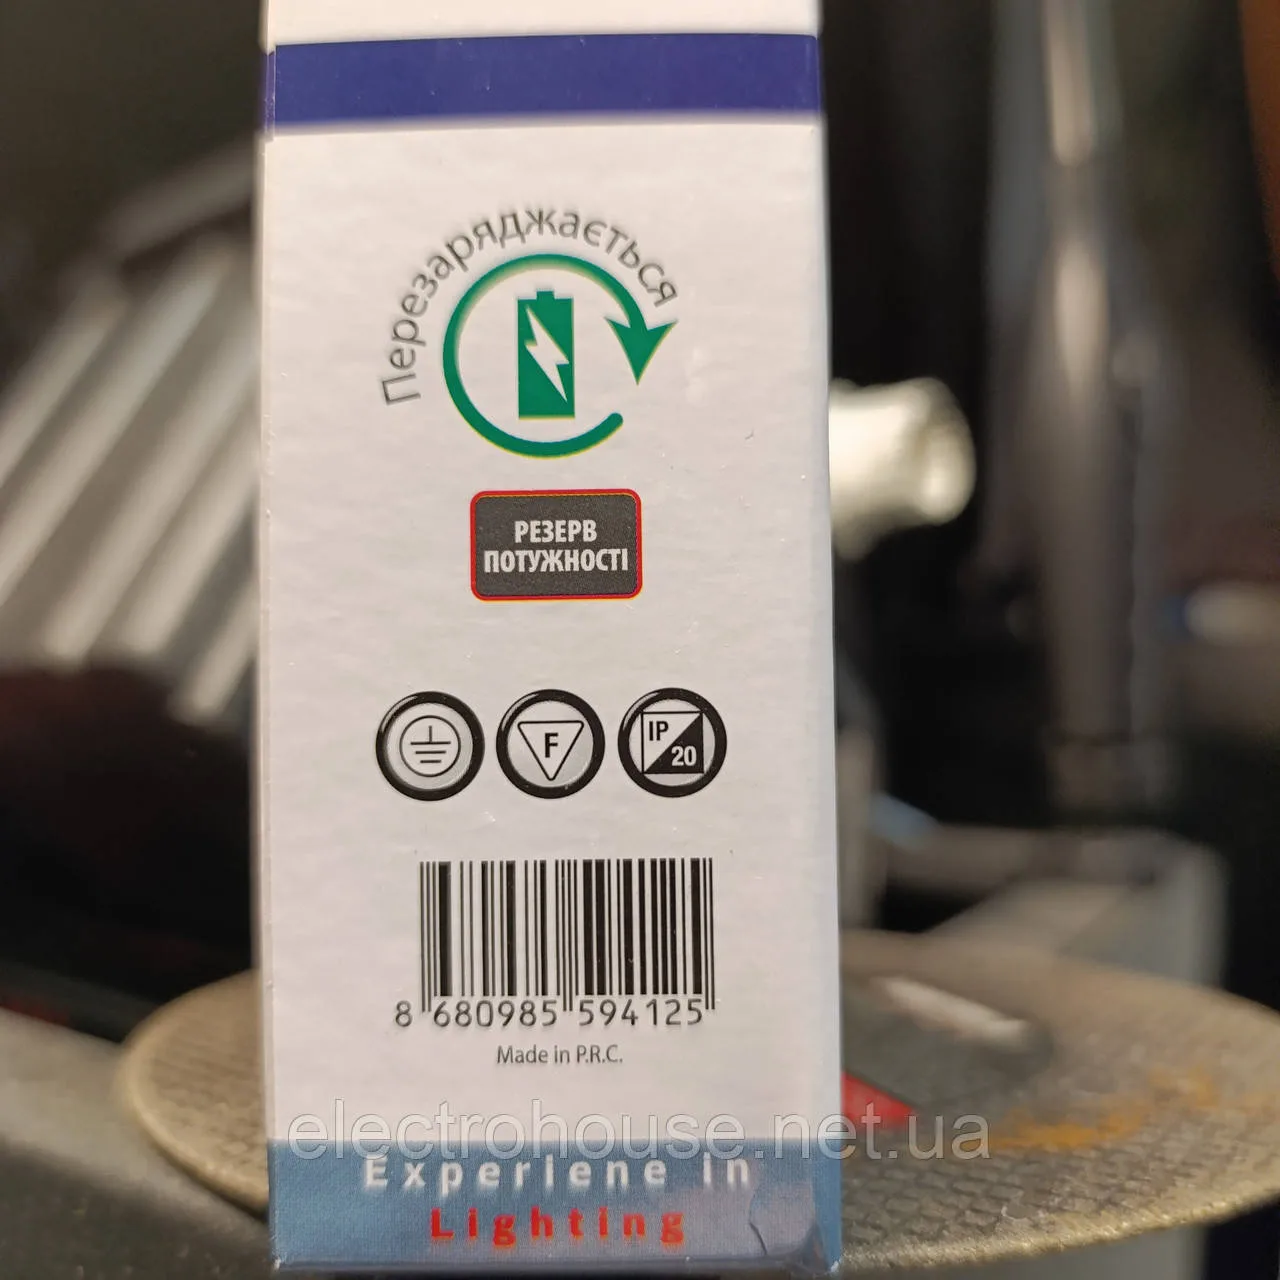 Перезаряджається
РЕЗЕРВ
ПОТУЖНОСТІ
F
IP
20
8 680985 594125
Made in P.R.C.
electrohouse.net.ua
Experiene in
Lighting